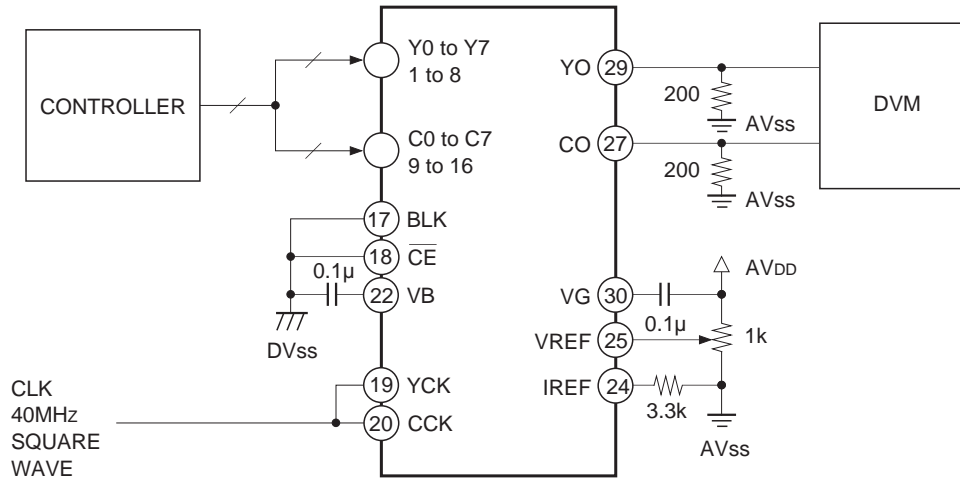 CONTROLLER
Y0 to Y7
1 to 8
C0 to C7
9 to 16
17
BLK
18
CE
0.1µ
22
VB
DVss
CLK
40MHz
SQUARE
WAVE
19
YCK
20
CCK
YO
29
200
AVss
DVM
CO
27
200
AVss
AVDD
VG
30
0.1µ
VREF
25
1k
IREF
24
3.3k
AVss